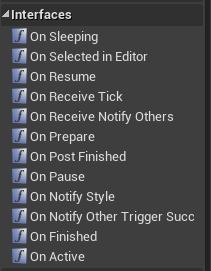 Interfaces
On Sleeping
On Selected in Editor
On Resume
On Receive Tick
On Receive Notify Others
On Prepare
On Post Finished
On Pause
On Notify Style
On Notify Other Trigger Succ
On Finished
On Active